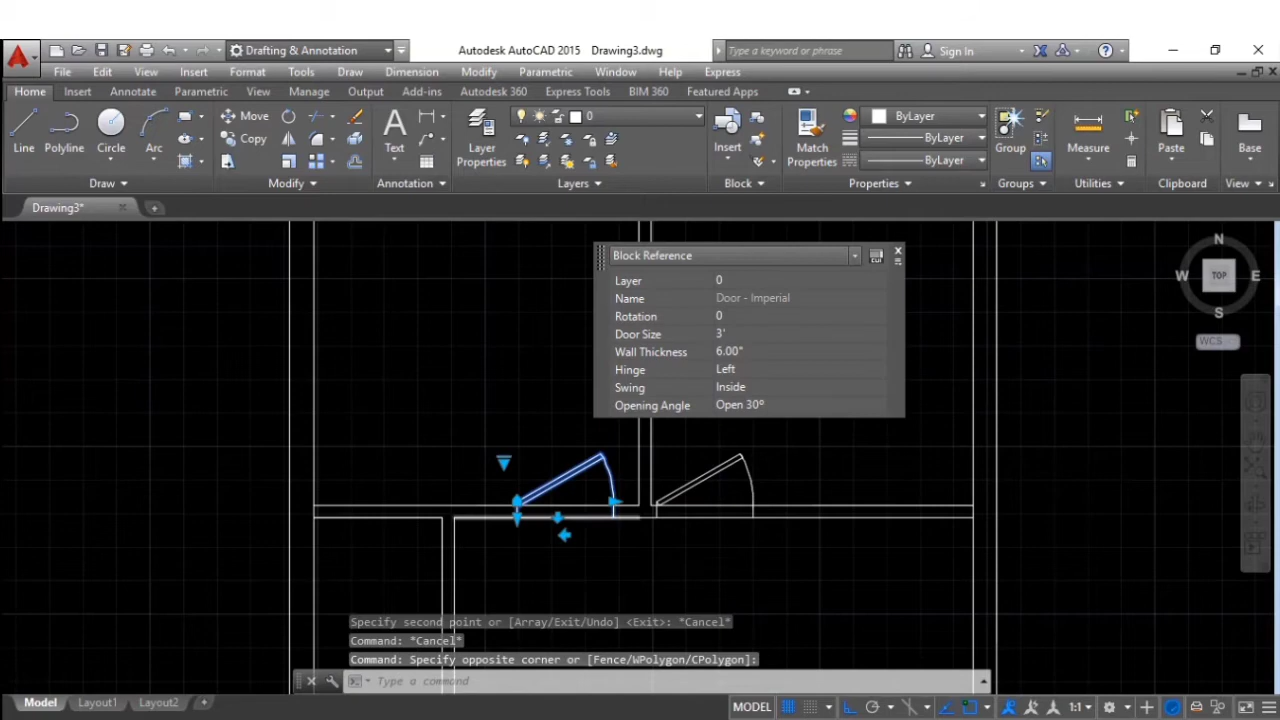 Drafting & Annotation
Autodesk AutoCAD 2015 Drawing3.dwg
Type a keyword or phrase
Sign In
File Edit View Insert Format Tools Draw Dimension Modify Parametric Window Help Express
Home Insert Annotate Parametric View Manage Output Add-ins Autodesk 360 Express Tools BIM 360 Featured Apps
Move
Copy
0
ByLayer
ByLayer
ByLayer
Line Polyline Circle Arc Text Layer Properties Insert Match Properties Group Measure Paste Base
Draw Modify Annotation Layers Block Properties Groups Utilities Clipboard View
Drawing3*
Block Reference
CUI
Layer 0
Name Door - Imperial
Rotation 0
Door Size 3'
Wall Thickness 6.00"
Hinge Left
Swing Inside
Opening Angle Open 30º
N
W TOP E
S
WCS
Specify second point or [Array/Exit/Undo] <Exit>: *Cancel*
Command: *Cancel*
Command: Specify opposite corner or [Fence/WPolygon/CPolygon]:
Type a command
Model Layout1 Layout2
MODEL
1:1